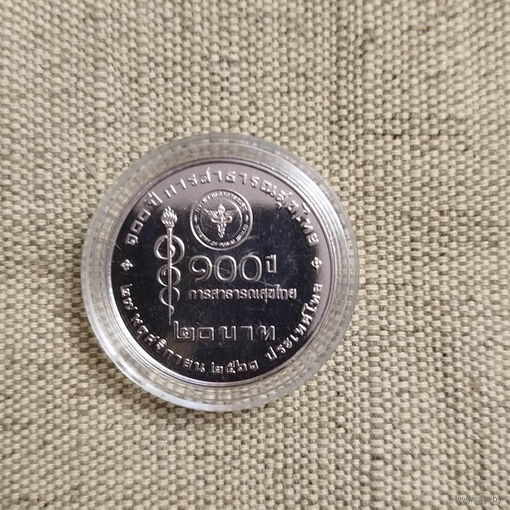 ๑๐๐ ปี การสาธารณสุขไทย
๑๐๐ ปี
การสาธารณสุขไทย
๒๐ บาท
๒๗ พฤศจิกายน ๒๕๖๑ ประเทศไทย